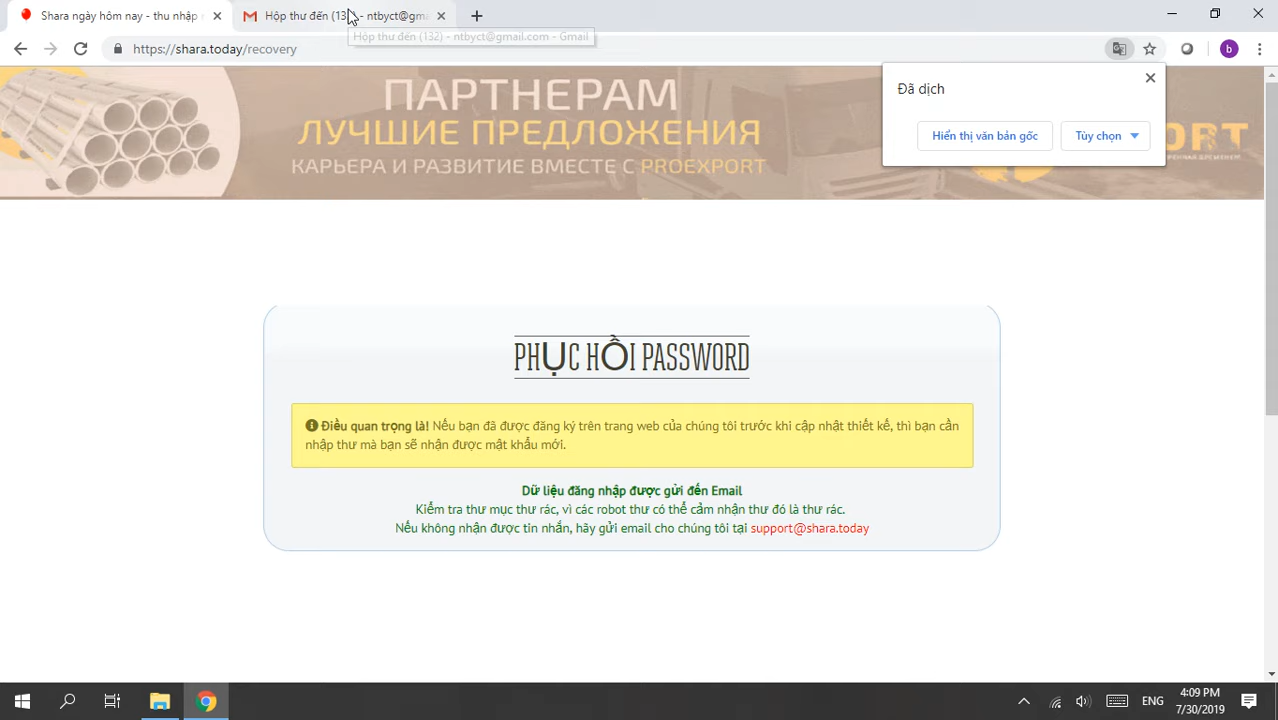 Shara ngày hôm nay - thu nhập
Hộp thư đến (132) - ntbyct@gm
Hộp thư đến (132) - ntbyct@gmail.com - Gmail
https://shara.today/recovery
b
ПАРТНЕРАМ
ЛУЧШИЕ ПРЕДЛОЖЕНИЯ
КАРЬЕРА И РАЗВИТИЕ ВМЕСТЕ С PROEXPORT
Đã dịch
Hiển thị văn bản gốc
Tùy chọn
PHỤC HỒI PASSWORD
Điều quan trọng là! Nếu bạn đã được đăng ký trên trang web của chúng tôi trước khi cập nhật thiết kế, thì bạn cần
nhập thư mà bạn sẽ nhận được mật khẩu mới.
Dữ liệu đăng nhập được gửi đến Email
Kiểm tra thư mục thư rác, vì các robot thư có thể cảm nhận thư đó là thư rác.
Nếu không nhận được tin nhắn, hãy gửi email cho chúng tôi tại support@shara.today
ENG
4:09 PM
7/30/2019